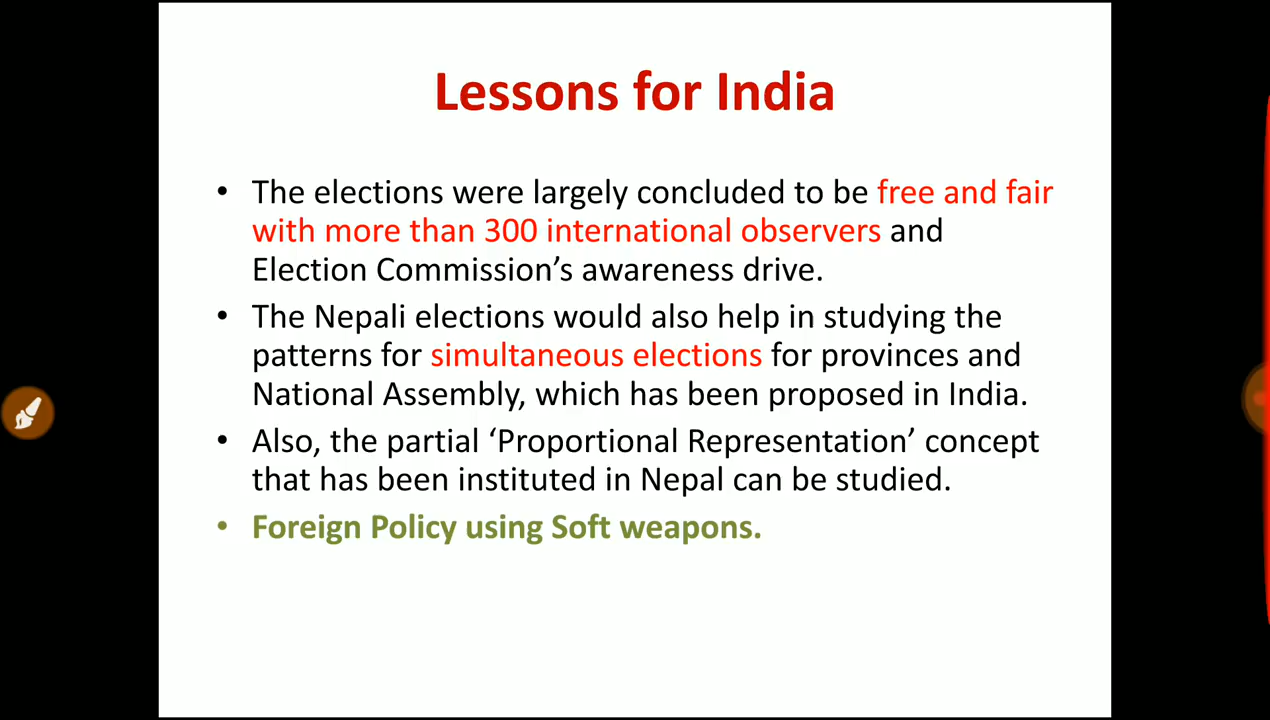 Lessons for India
• The elections were largely concluded to be free and fair
with more than 300 international observers and
Election Commission’s awareness drive.
• The Nepali elections would also help in studying the
patterns for simultaneous elections for provinces and
National Assembly, which has been proposed in India.
• Also, the partial ‘Proportional Representation’ concept
that has been instituted in Nepal can be studied.
• Foreign Policy using Soft weapons.